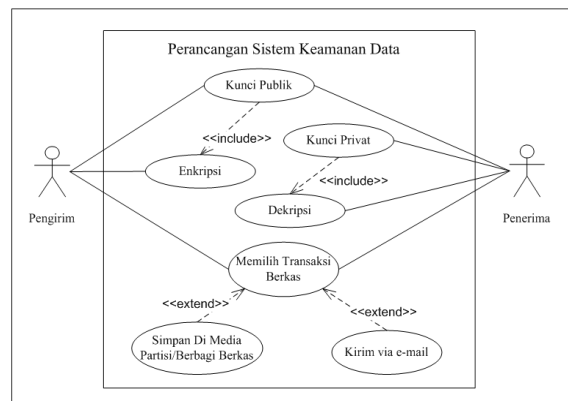 Perancangan Sistem Keamanan Data
Kunci Publik
<<include>>
Kunci Privat
Enkripsi
<<include>>
Dekripsi
Pengirim
Penerima
Memilih Transaksi
Berkas
<<extend>>
<<extend>>
Simpan Di Media
Partisi/Berbagi Berkas
Kirim via e-mail